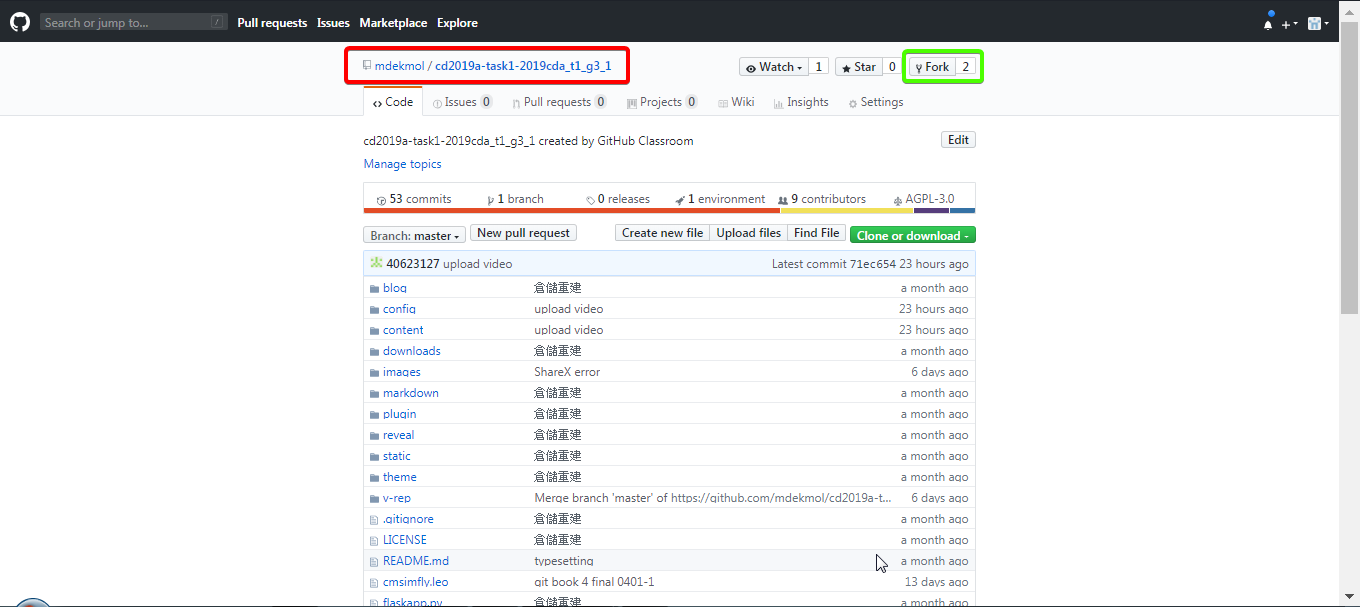 Search or jump to... / Pull requests Issues Marketplace Explore
mdekmol / cd2019a-task1-2019cda_t1_g3_1 Watch 1 Star 0 Fork 2
Code Issues 0 Pull requests 0 Projects 0 Wiki Insights Settings
cd2019a-task1-2019cda_t1_g3_1 created by GitHub Classroom Edit
Manage topics
53 commits 1 branch 0 releases 1 environment 9 contributors AGPL-3.0
Branch: master New pull request Create new file Upload files Find File Clone or download
40623127 upload video Latest commit 71ec654 23 hours ago
blog 倉儲重建 a month ago
config upload video 23 hours ago
content upload video 23 hours ago
downloads 倉儲重建 a month ago
images ShareX error 6 days ago
markdown 倉儲重建 a month ago
plugin 倉儲重建 a month ago
reveal 倉儲重建 a month ago
static 倉儲重建 a month ago
theme 倉儲重建 a month ago
v-rep Merge branch 'master' of https://github.com/mdekmol/cd2019a-t... 6 days ago
.gitignore 倉儲重建 a month ago
LICENSE 倉儲重建 a month ago
README.md typesetting a month ago
cmsimfly.leo git book 4 final 0401-1 13 days ago
flaskapp.py 倉儲重建 a month ago